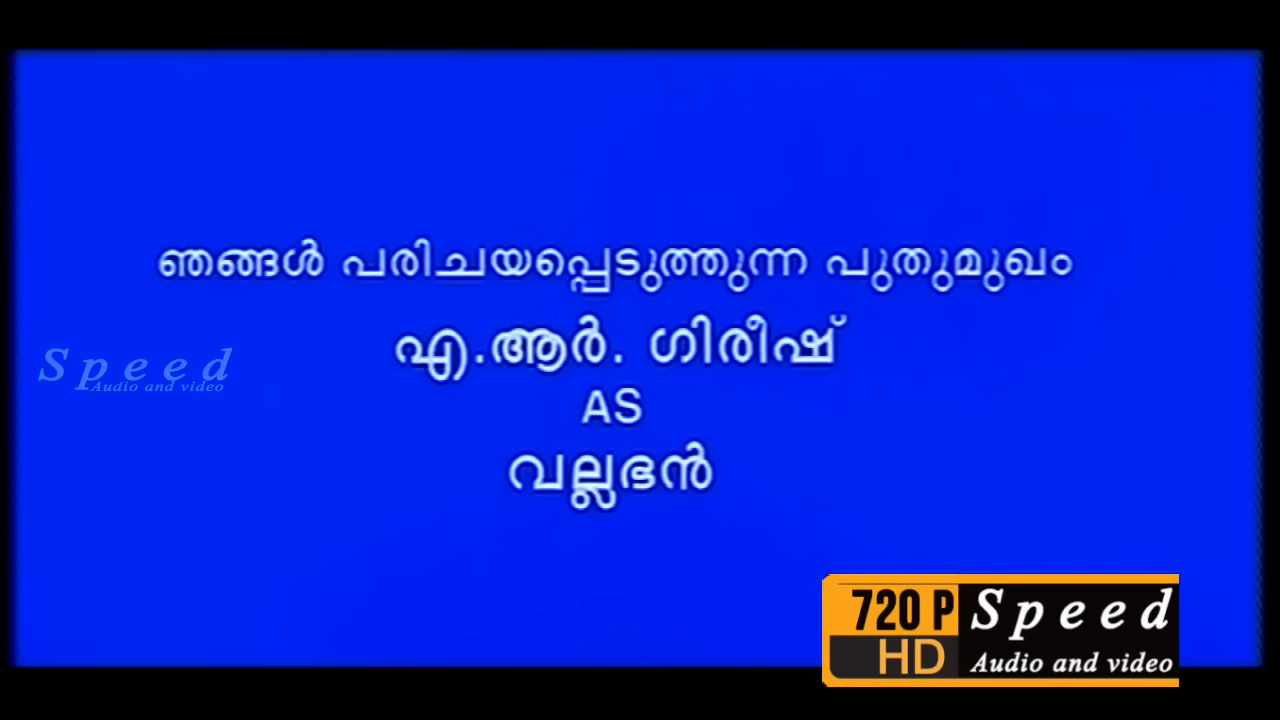 ഞങ്ങൾ പരിചയപ്പെടുത്തുന്ന പുതുമുഖം
എ.ആർ. ഗിരീഷ്
AS
വല്ലഭൻ
Speed
Audio and video
720 P
HD
Speed
Audio and video